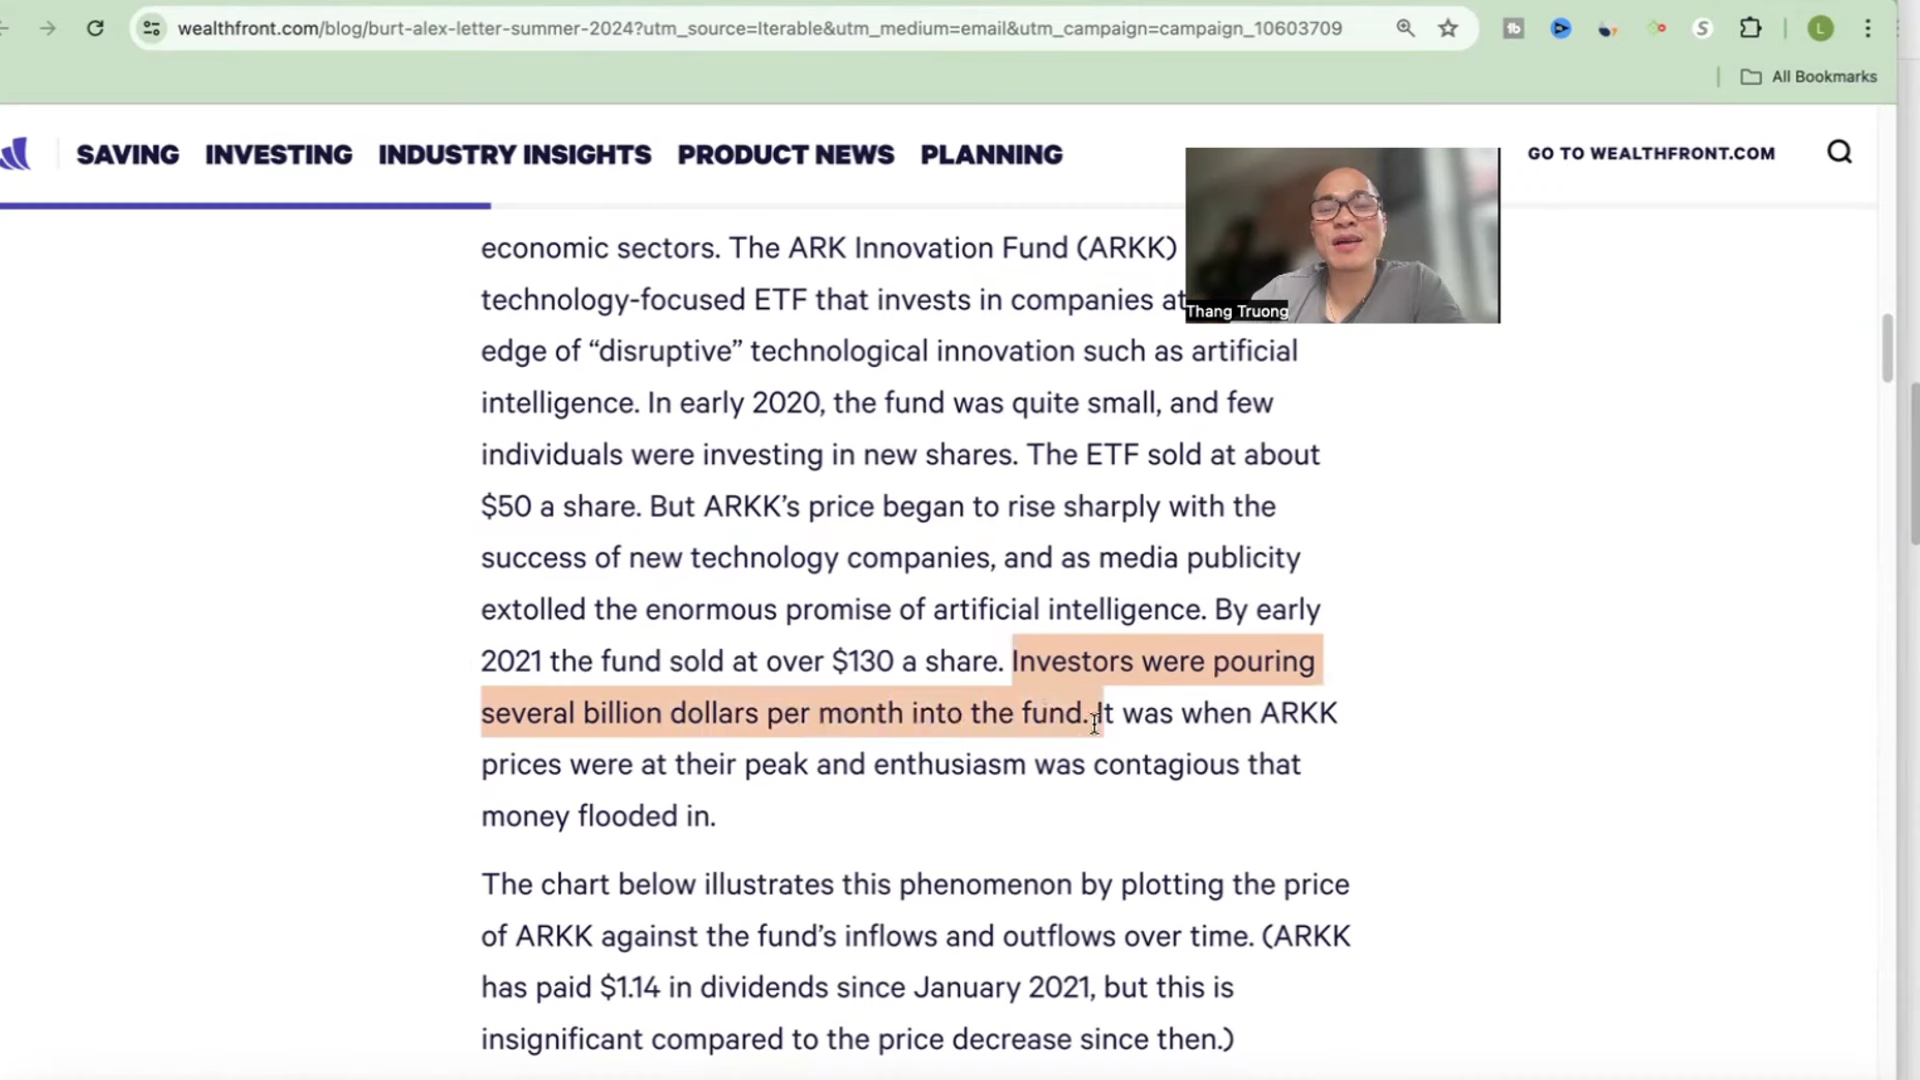 wealthfront.com/blog/burt-alex-letter-summer-2024?utm_source=Iterable&utm_medium=email&utm_campaign=campaign_10603709
tb
S
L
All Bookmarks
SAVING INVESTING INDUSTRY INSIGHTS PRODUCT NEWS PLANNING
GO TO WEALTHFRONT.COM
Thang Truong
economic sectors. The ARK Innovation Fund (ARKK)
technology-focused ETF that invests in companies at
edge of “disruptive” technological innovation such as artificial
intelligence. In early 2020, the fund was quite small, and few
individuals were investing in new shares. The ETF sold at about
$50 a share. But ARKK’s price began to rise sharply with the
success of new technology companies, and as media publicity
extolled the enormous promise of artificial intelligence. By early
2021 the fund sold at over $130 a share. Investors were pouring
several billion dollars per month into the fund. It was when ARKK
prices were at their peak and enthusiasm was contagious that
money flooded in.
The chart below illustrates this phenomenon by plotting the price
of ARKK against the fund’s inflows and outflows over time. (ARKK
has paid $1.14 in dividends since January 2021, but this is
insignificant compared to the price decrease since then.)